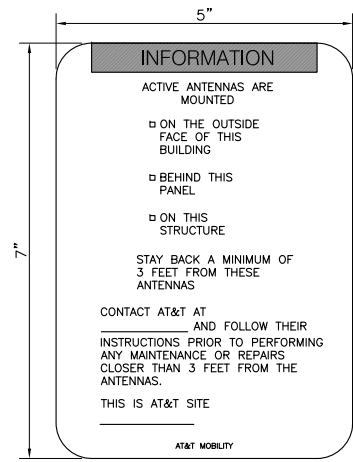 5"
7"
INFORMATION
ACTIVE ANTENNAS ARE
MOUNTED
ON THE OUTSIDE
FACE OF THIS
BUILDING
BEHIND THIS
PANEL
ON THIS
STRUCTURE
STAY BACK A MINIMUM OF
3 FEET FROM THESE
ANTENNAS
CONTACT AT&T AT
____________ AND FOLLOW THEIR
INSTRUCTIONS PRIOR TO PERFORMING
ANY MAINTENANCE OR REPAIRS
CLOSER THAN 3 FEET FROM THE
ANTENNAS.
THIS IS AT&T SITE
____________
AT&T MOBILITY